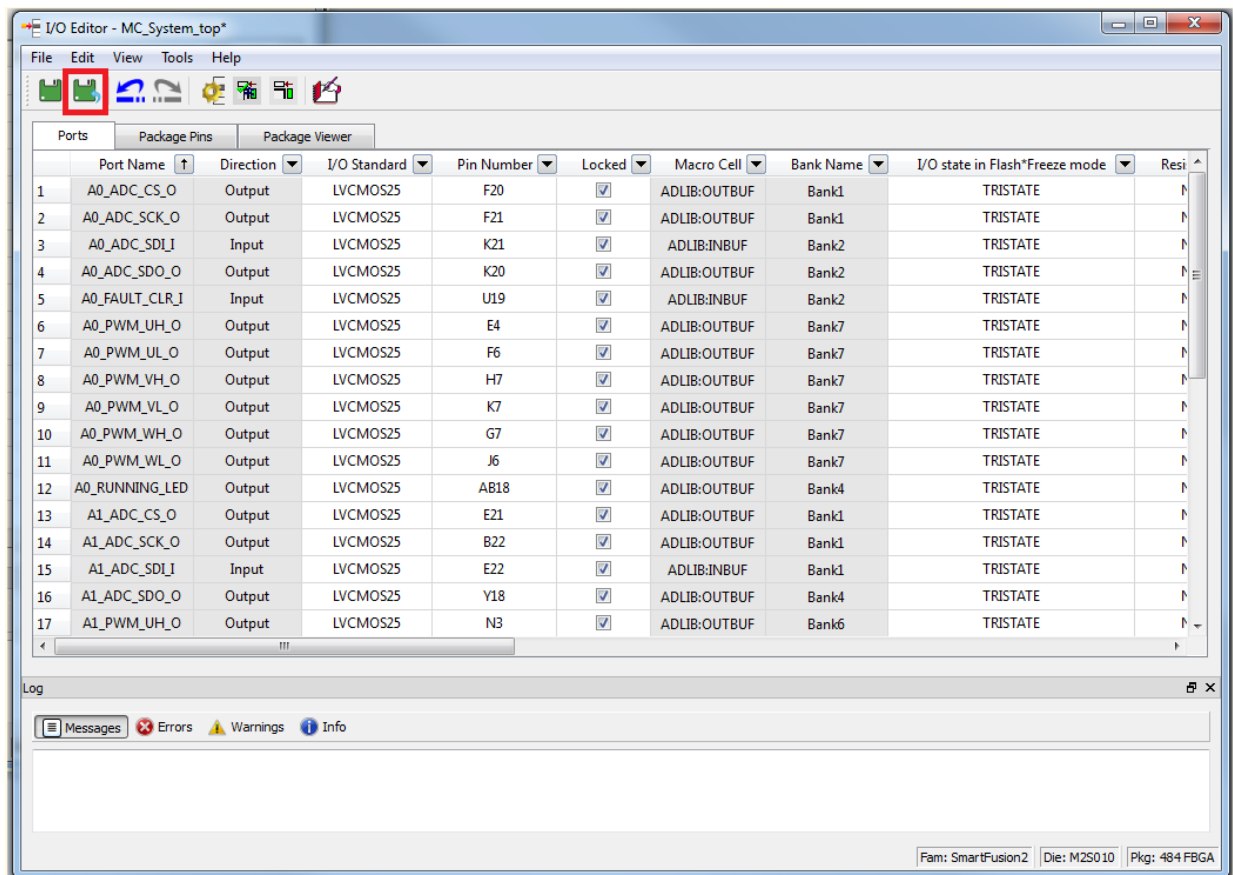 I/O Editor - MC_System_top*
File Edit View Tools Help
Ports Package Pins Package Viewer
Port Name Direction I/O Standard Pin Number Locked Macro Cell Bank Name I/O state in Flash*Freeze mode Resi
1 A0_ADC_CS_O Output LVCMOS25 F20 ADLIB:OUTBUF Bank1 TRISTATE N
2 A0_ADC_SCK_O Output LVCMOS25 F21 ADLIB:OUTBUF Bank1 TRISTATE N
3 A0_ADC_SDI_I Input LVCMOS25 K21 ADLIB:INBUF Bank2 TRISTATE N
4 A0_ADC_SDO_O Output LVCMOS25 K20 ADLIB:OUTBUF Bank2 TRISTATE N
5 A0_FAULT_CLR_I Input LVCMOS25 U19 ADLIB:INBUF Bank2 TRISTATE N
6 A0_PWM_UH_O Output LVCMOS25 E4 ADLIB:OUTBUF Bank7 TRISTATE N
7 A0_PWM_UL_O Output LVCMOS25 F6 ADLIB:OUTBUF Bank7 TRISTATE N
8 A0_PWM_VH_O Output LVCMOS25 H7 ADLIB:OUTBUF Bank7 TRISTATE N
9 A0_PWM_VL_O Output LVCMOS25 K7 ADLIB:OUTBUF Bank7 TRISTATE N
10 A0_PWM_WH_O Output LVCMOS25 G7 ADLIB:OUTBUF Bank7 TRISTATE N
11 A0_PWM_WL_O Output LVCMOS25 J6 ADLIB:OUTBUF Bank7 TRISTATE N
12 A0_RUNNING_LED Output LVCMOS25 AB18 ADLIB:OUTBUF Bank4 TRISTATE N
13 A1_ADC_CS_O Output LVCMOS25 E21 ADLIB:OUTBUF Bank1 TRISTATE N
14 A1_ADC_SCK_O Output LVCMOS25 B22 ADLIB:OUTBUF Bank1 TRISTATE N
15 A1_ADC_SDI_I Input LVCMOS25 E22 ADLIB:INBUF Bank1 TRISTATE N
16 A1_ADC_SDO_O Output LVCMOS25 Y18 ADLIB:OUTBUF Bank4 TRISTATE N
17 A1_PWM_UH_O Output LVCMOS25 N3 ADLIB:OUTBUF Bank6 TRISTATE N
Log
Messages Errors Warnings Info
Fam: SmartFusion2 Die: M2S010 Pkg: 484 FBGA